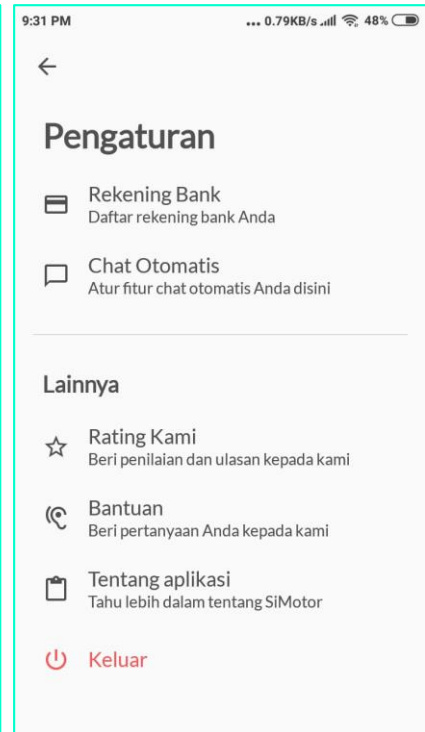 9:31 PM ... 0.79KB/s 48%
Pengaturan
Rekening Bank
Daftar rekening bank Anda
Chat Otomatis
Atur fitur chat otomatis Anda disini
Lainnya
Rating Kami
Beri penilaian dan ulasan kepada kami
Bantuan
Beri pertanyaan Anda kepada kami
Tentang aplikasi
Tahu lebih dalam tentang SiMotor
Keluar